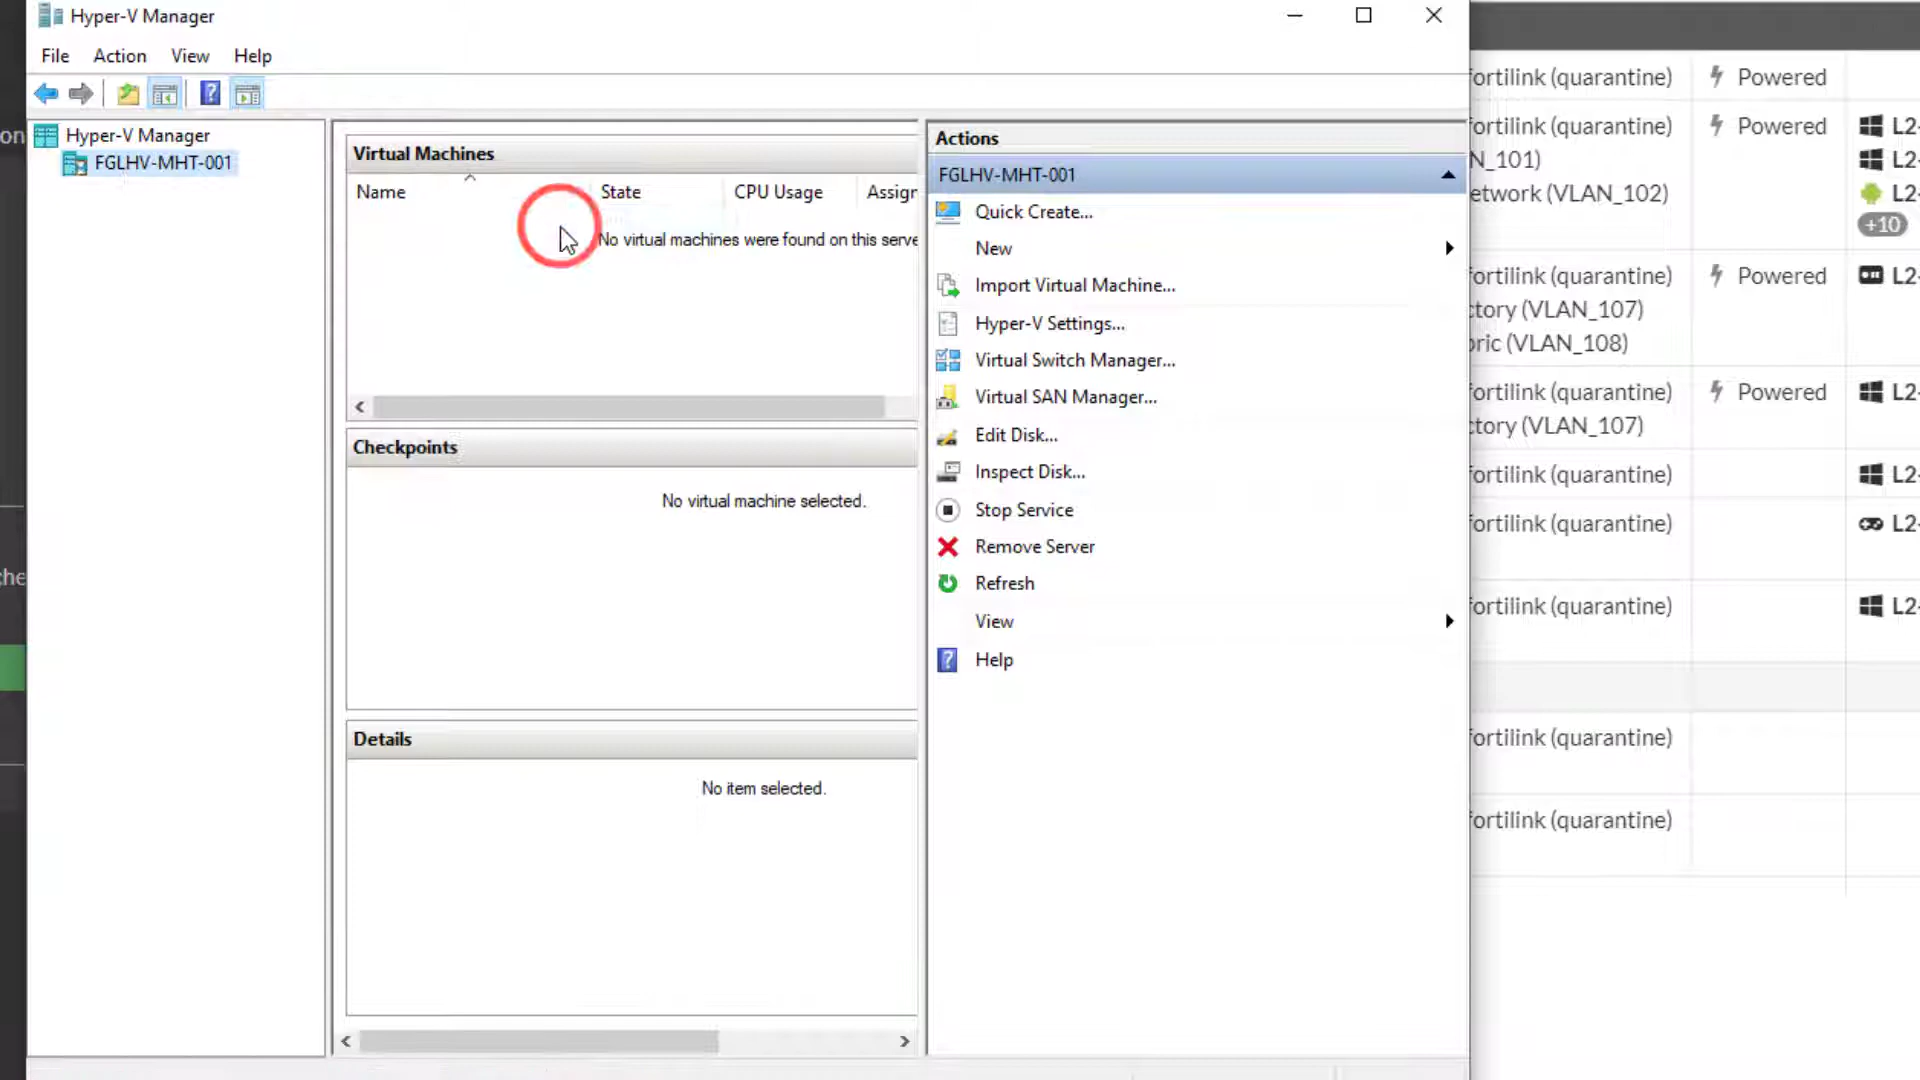 Hyper-V Manager
File Action View Help
Hyper-V Manager
FGLHV-MHT-001
Virtual Machines
Name State CPU Usage Assign
No virtual machines were found on this serve
Checkpoints
No virtual machine selected.
Details
No item selected.
Actions
FGLHV-MHT-001
Quick Create...
New
Import Virtual Machine...
Hyper-V Settings...
Virtual Switch Manager...
Virtual SAN Manager...
Edit Disk...
Inspect Disk...
Stop Service
Remove Server
Refresh
View
Help
on
che
fortilink (quarantine) Powered
fortilink (quarantine) Powered L2-
N_101) L2-
etwork (VLAN_102) L2-
+10
fortilink (quarantine) Powered L2-
ctory (VLAN_107)
bric (VLAN_108)
fortilink (quarantine) Powered L2-
ctory (VLAN_107)
fortilink (quarantine) L2-
fortilink (quarantine) L2-
fortilink (quarantine) L2-
fortilink (quarantine)
fortilink (quarantine)